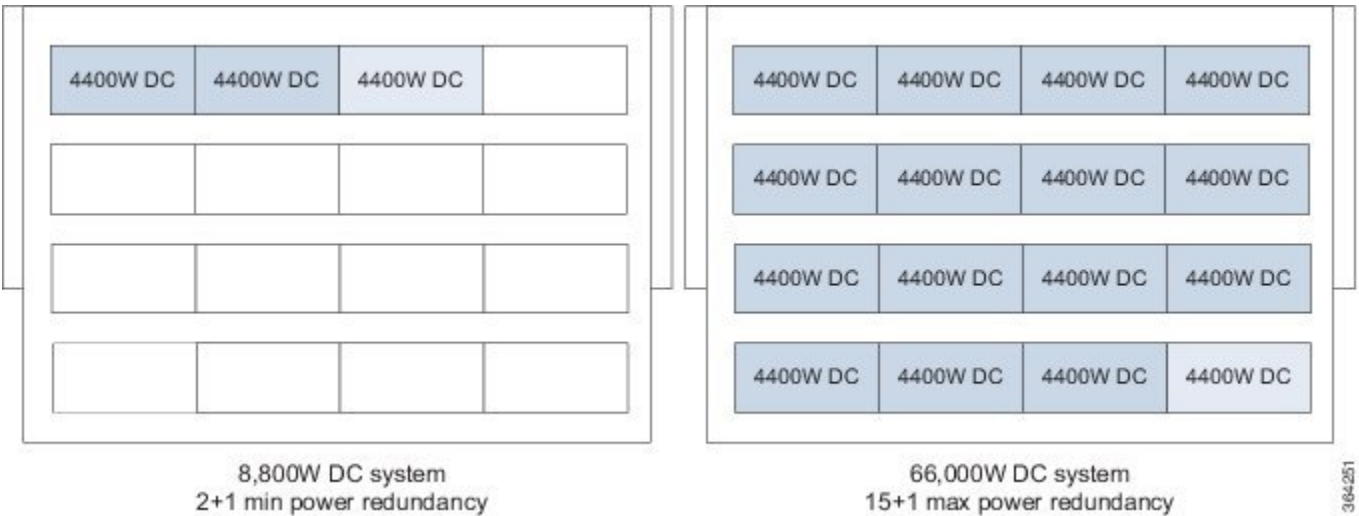 4400W DC 4400W DC 4400W DC
4400W DC 4400W DC 4400W DC 4400W DC
4400W DC 4400W DC 4400W DC 4400W DC
4400W DC 4400W DC 4400W DC 4400W DC
4400W DC 4400W DC 4400W DC 4400W DC
8,800W DC system
2+1 min power redundancy
66,000W DC system
15+1 max power redundancy
364251